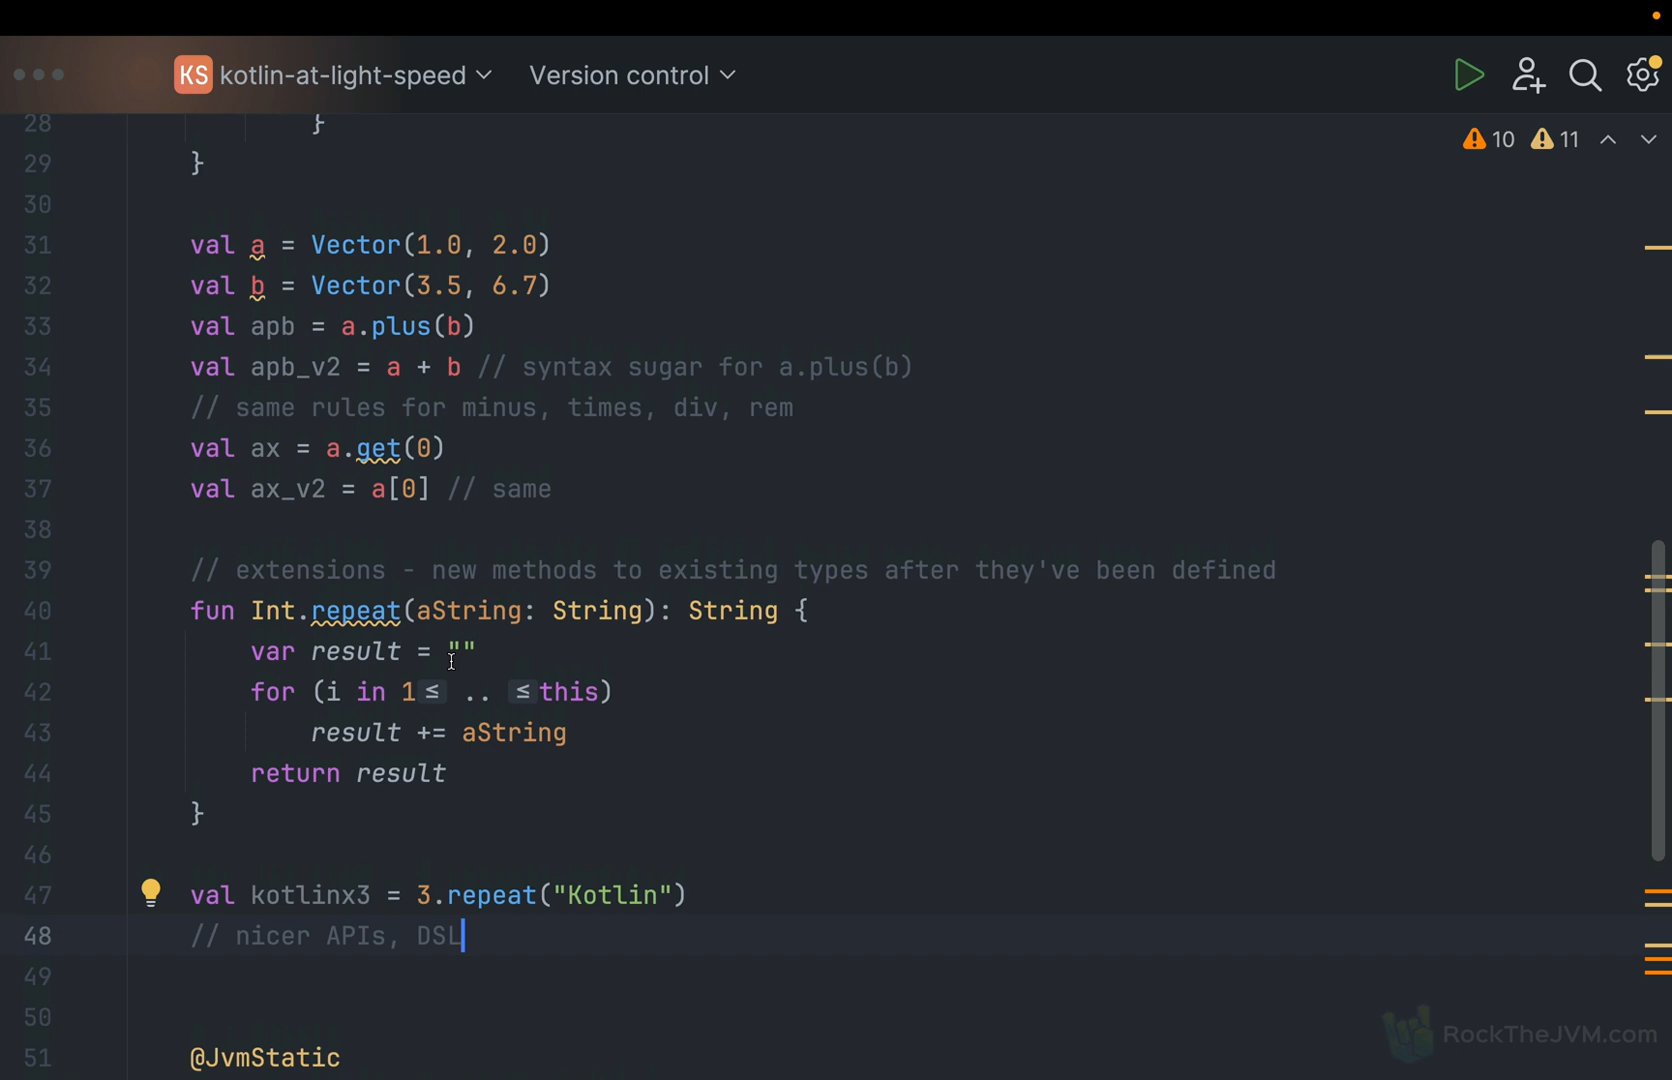 KS kotlin-at-light-speed Version control
10 11
28 }
29 }
30
31 val a = Vector(1.0, 2.0)
32 val b = Vector(3.5, 6.7)
33 val apb = a.plus(b)
34 val apb_v2 = a + b // syntax sugar for a.plus(b)
35 // same rules for minus, times, div, rem
36 val ax = a.get(0)
37 val ax_v2 = a[0] // same
38
39 // extensions - new methods to existing types after they've been defined
40 fun Int.repeat(aString: String): String {
41 var result = ""
42 for (i in 1≤ .. ≤this)
43 result += aString
44 return result
45 }
46
47 val kotlinx3 = 3.repeat("Kotlin")
48 // nicer APIs, DSL
49
50
51 @JvmStatic
RockTheJVM.com